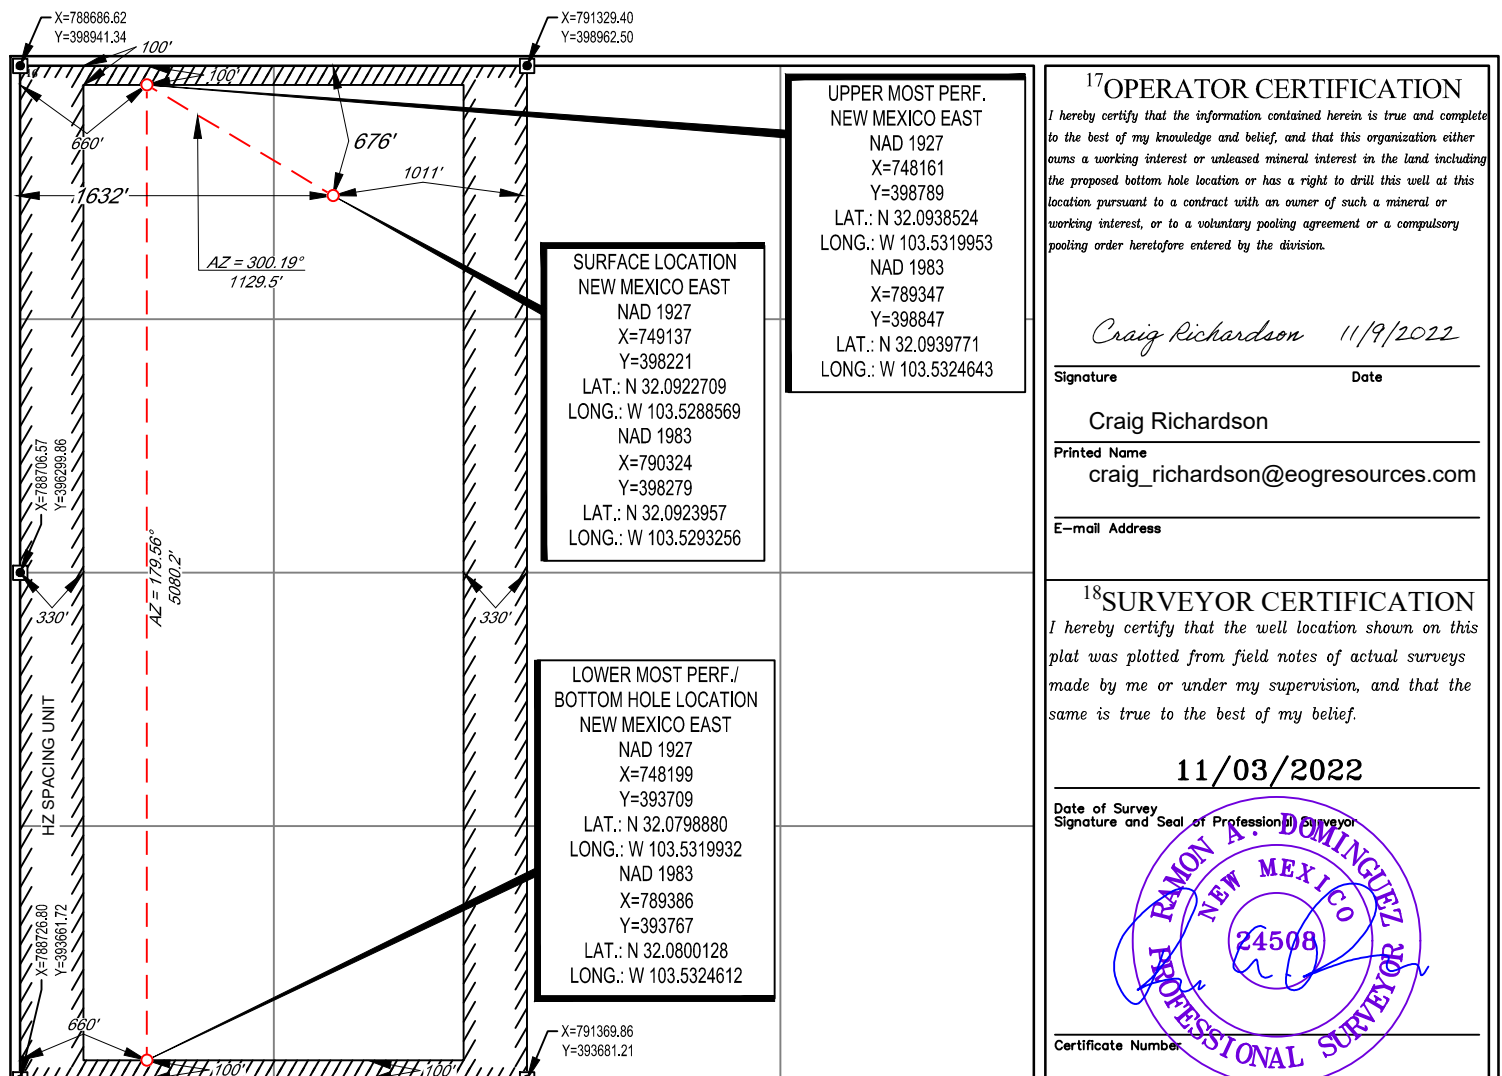 X=788686.62
Y=398941.34
100'
100'
X=791329.40
Y=398962.50
660'
676'
1632'
1011'
AZ = 300.19°
1129.5'
UPPER MOST PERF.
NEW MEXICO EAST
NAD 1927
X=748161
Y=398789
LAT.: N 32.0938524
LONG.: W 103.5319953
NAD 1983
X=789347
Y=398847
LAT.: N 32.0939771
LONG.: W 103.5324643
SURFACE LOCATION
NEW MEXICO EAST
NAD 1927
X=749137
Y=398221
LAT.: N 32.0922709
LONG.: W 103.5288569
NAD 1983
X=790324
Y=398279
LAT.: N 32.0923957
LONG.: W 103.5293256
X=788706.57
Y=396299.86
AZ = 179.56°
5080.2'
330'
330'
HZ SPACING UNIT
LOWER MOST PERF./
BOTTOM HOLE LOCATION
NEW MEXICO EAST
NAD 1927
X=748199
Y=393709
LAT.: N 32.0798880
LONG.: W 103.5319932
NAD 1983
X=789386
Y=393767
LAT.: N 32.0800128
LONG.: W 103.5324612
X=788726.80
Y=393661.72
660'
100'
100'
X=791369.86
Y=393681.21
17 OPERATOR CERTIFICATION
I hereby certify that the information contained herein is true and complete
to the best of my knowledge and belief, and that this organization either
owns a working interest or unleased mineral interest in the land including
the proposed bottom hole location or has a right to drill this well at this
location pursuant to a contract with an owner of such a mineral or
working interest, or to a voluntary pooling agreement or a compulsory
pooling order heretofore entered by the division.
Craig Richardson 11/9/2022
Signature Date
Craig Richardson
Printed Name
craig_richardson@eogresources.com
E-mail Address
18 SURVEYOR CERTIFICATION
I hereby certify that the well location shown on this
plat was plotted from field notes of actual surveys
made by me or under my supervision, and that the
same is true to the best of my belief.
11/03/2022
Date of Survey
Signature and Seal of Professional Surveyor
RAMON A. DOMINGUEZ
NEW MEXICO
24508
PROFESSIONAL SURVEYOR
Certificate Number